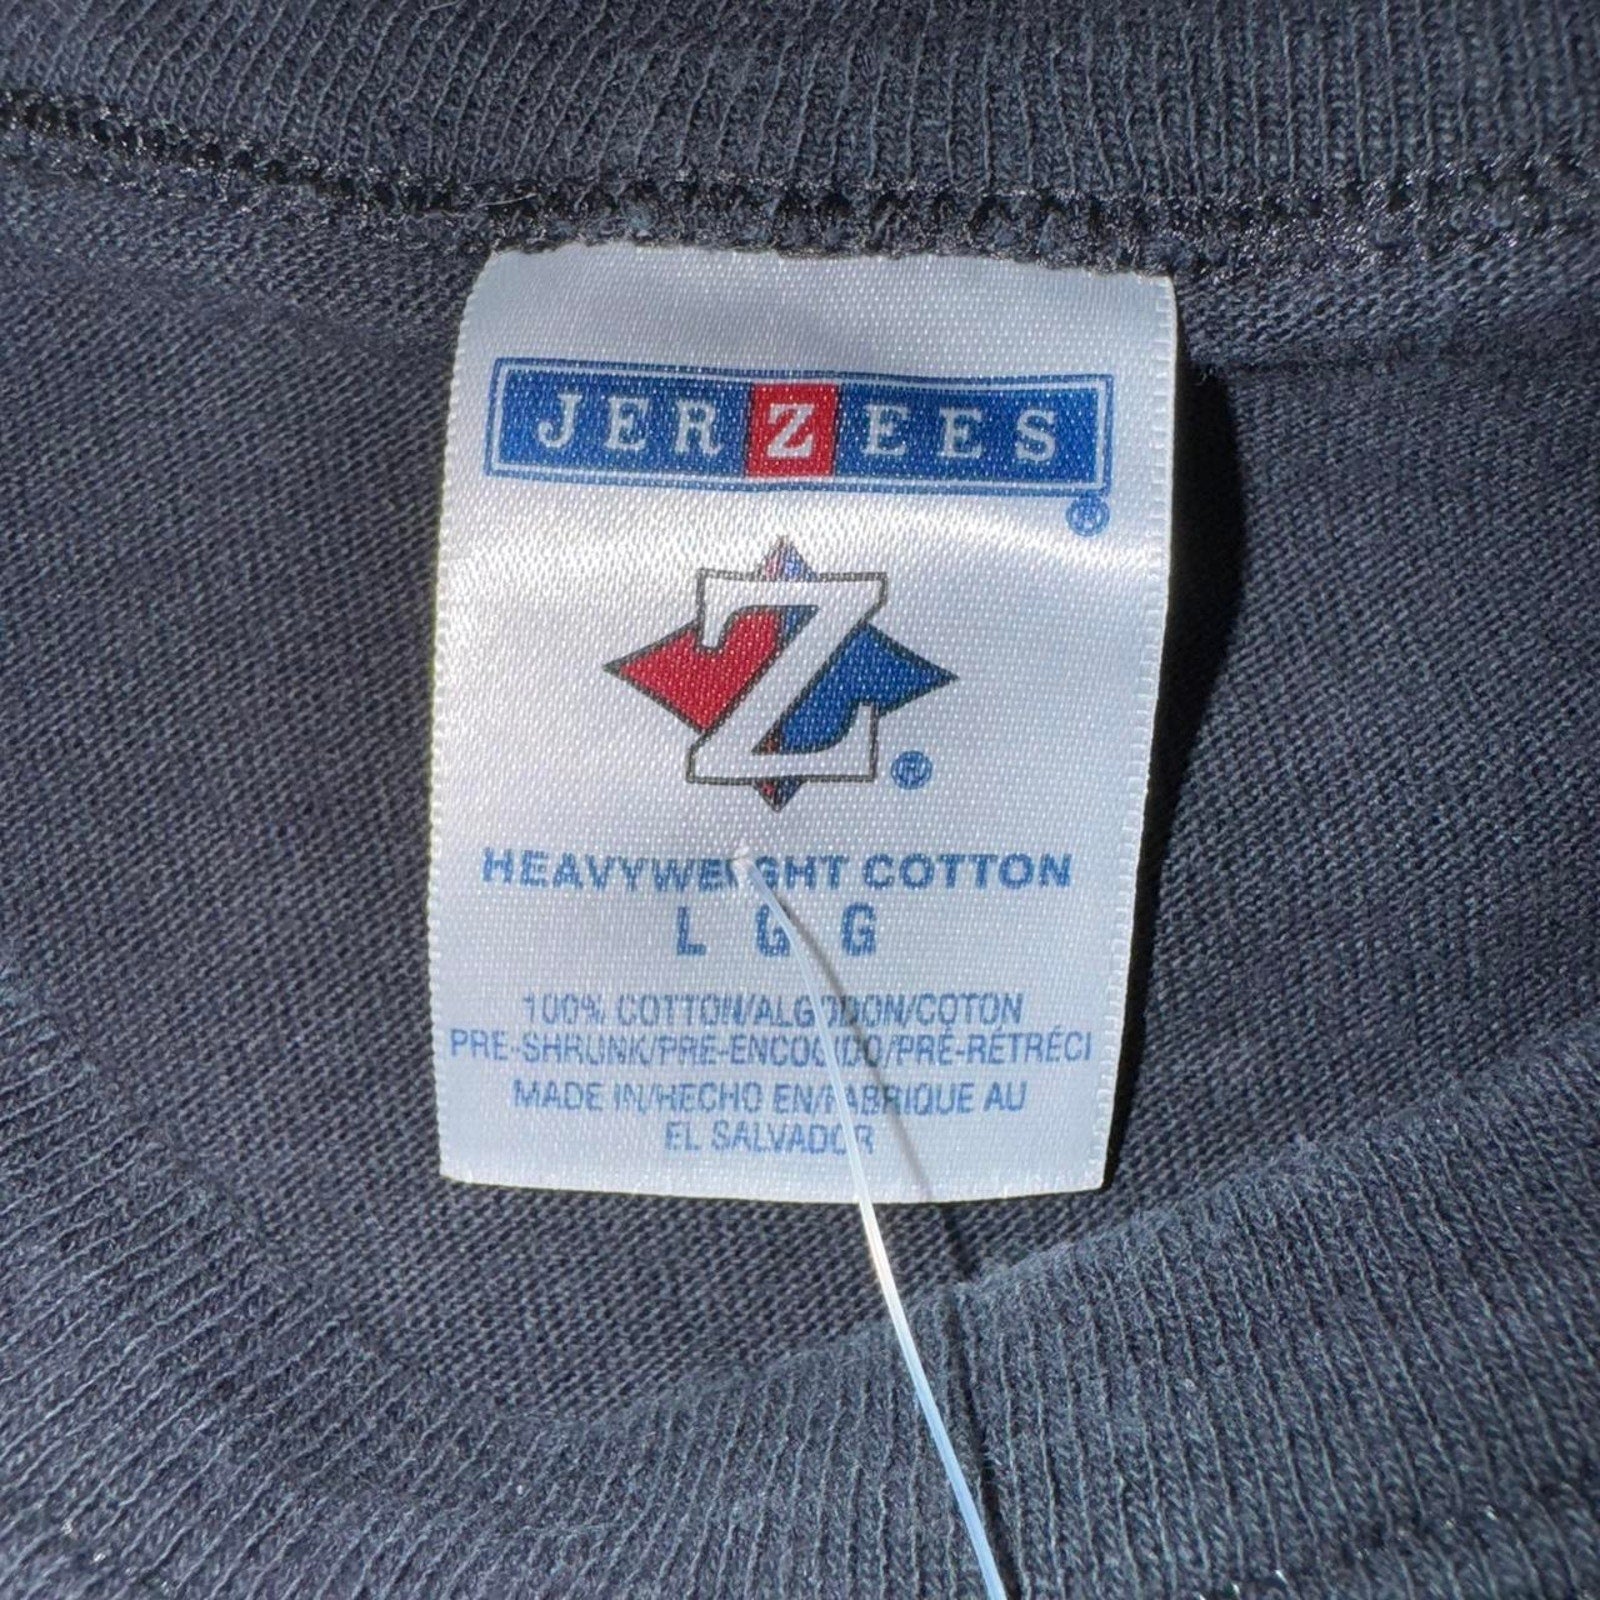 JERZEES
®
Z
®
HEAVYWEIGHT COTTON
L G G
100% COTTON/ALGODON/COTON
PRE-SHRUNK/PRE-ENCOGIDO/PRÉ-RÉTRÉCI
MADE IN/HECHO EN/FABRIQUE AU
EL SALVADOR